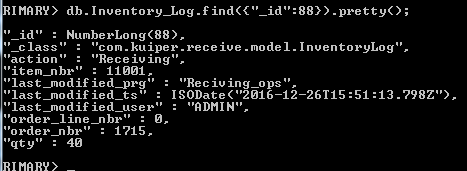 RIMARY> db.Inventory_Log.find({"_id":88}).pretty();
"_id" : NumberLong(88),
"_class" : "com.kuiper.receive.model.InventoryLog",
"action" : "Receiving",
"item_nbr" : 11001,
"last_modified_prg" : "Reciving_ops",
"last_modified_ts" : ISODate("2016-12-26T15:51:13.798Z"),
"last_modified_user" : "ADMIN",
"order_line_nbr" : 0,
"order_nbr" : 1715,
"qty" : 40
RIMARY> _